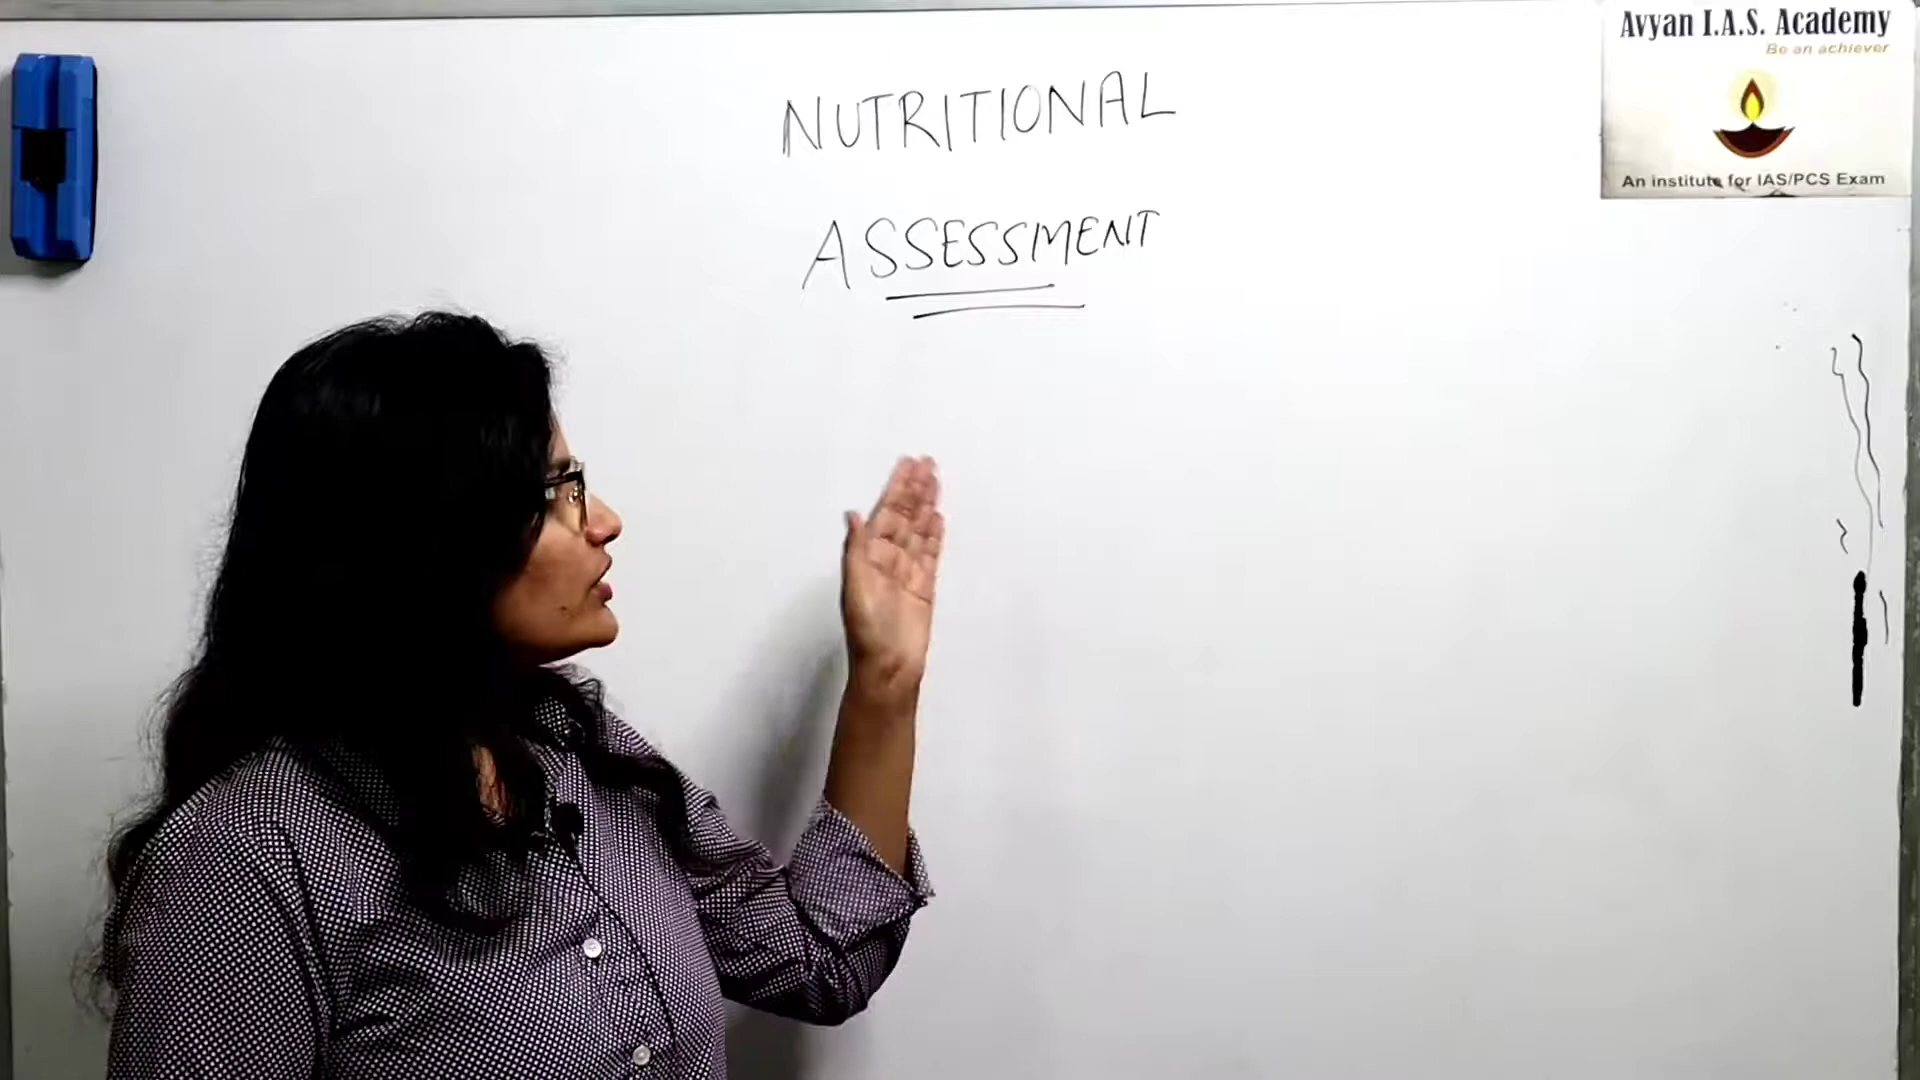 Avyan I.A.S. Academy
Be an achiever
An institute for IAS/PCS Exam
NUTRITIONAL
ASSESSMENT